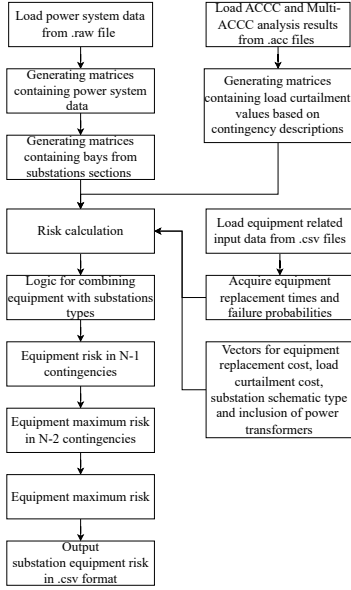 Load power system data
from .raw file
Load ACCC and Multi-
ACCC analysis results
from .acc files
Generating matrices
containing power system
data
Generating matrices
containing load curtailment
values based on
contingency descriptions
Generating matrices
containing bays from
substations sections
Risk calculation
Load equipment related
input data from .csv files
Logic for combining
equipment with substations
types
Acquire equipment
replacement times and
failure probabilities
Equipment risk in N-1
contingencies
Vectors for equipment
replacement cost, load
curtailment cost,
substation schematic type
and inclusion of power
transformers
Equipment maximum risk
in N-2 contingencies
Equipment maximum risk
Output
substation equipment risk
in .csv format